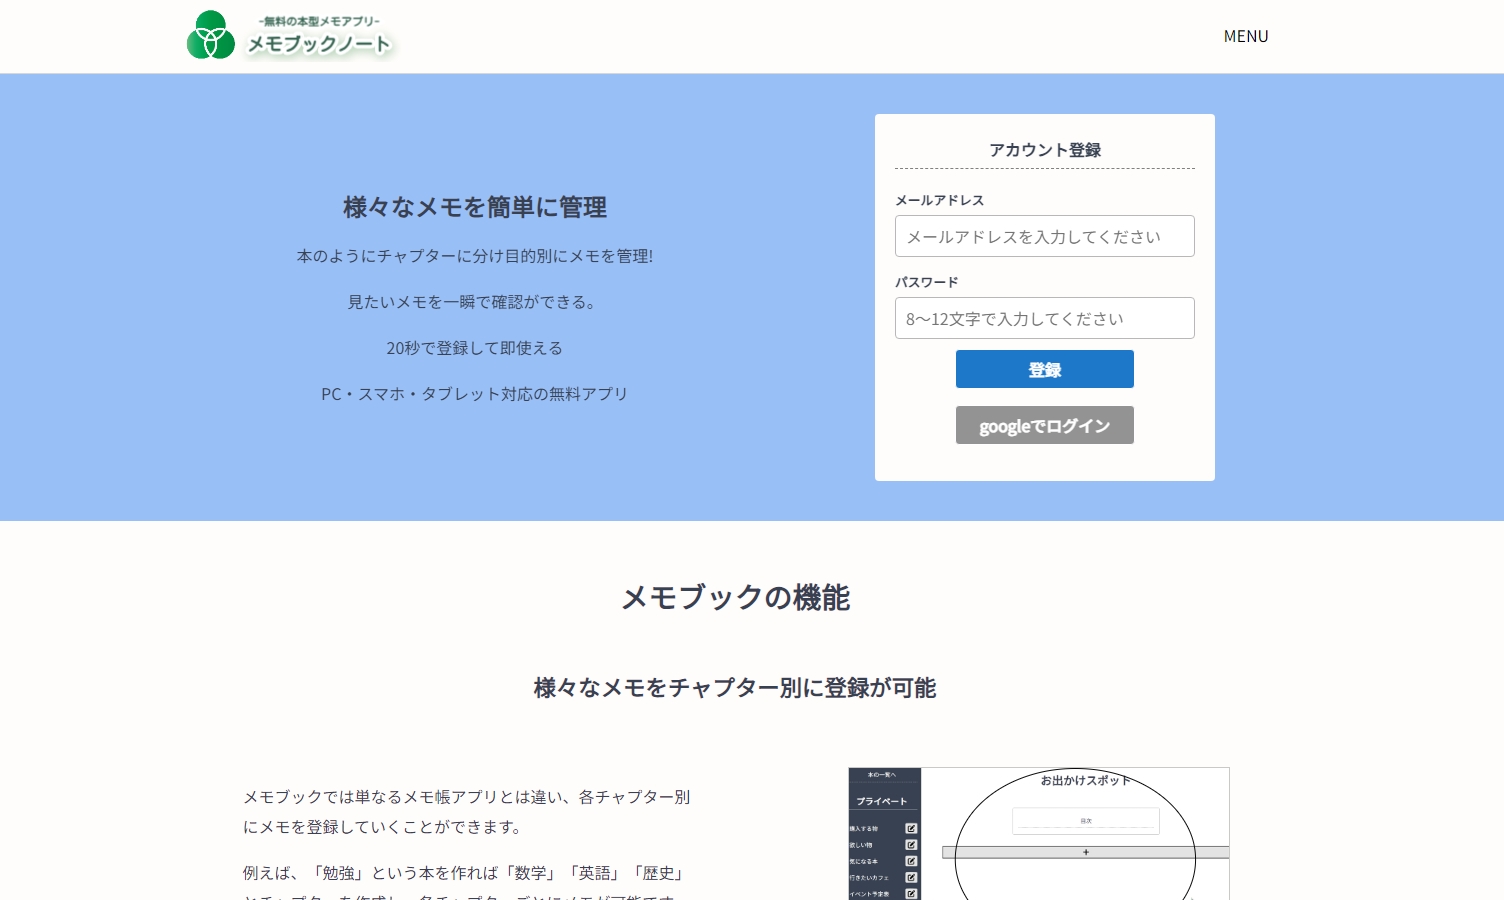 -無料の本型メモアプリ-
メモブックノート
MENU
様々なメモを簡単に管理
本のようにチャプターに分け目的別にメモを管理!
見たいメモを一瞬で確認ができる。
20秒で登録して即使える
PC・スマホ・タブレット対応の無料アプリ
アカウント登録
メールアドレス
メールアドレスを入力してください
パスワード
8〜12文字で入力してください
登録
googleでログイン
メモブックの機能
様々なメモをチャプター別に登録が可能
メモブックでは単なるメモ帳アプリとは違い、各チャプター別
にメモを登録していくことができます。
例えば、「勉強」という本を作れば「数学」「英語」「歴史」
本の一覧へ
プライベート
購入する物
欲しい物
気になる本
行きたいカフェ
イベント予定表
お出かけスポット
目次
+